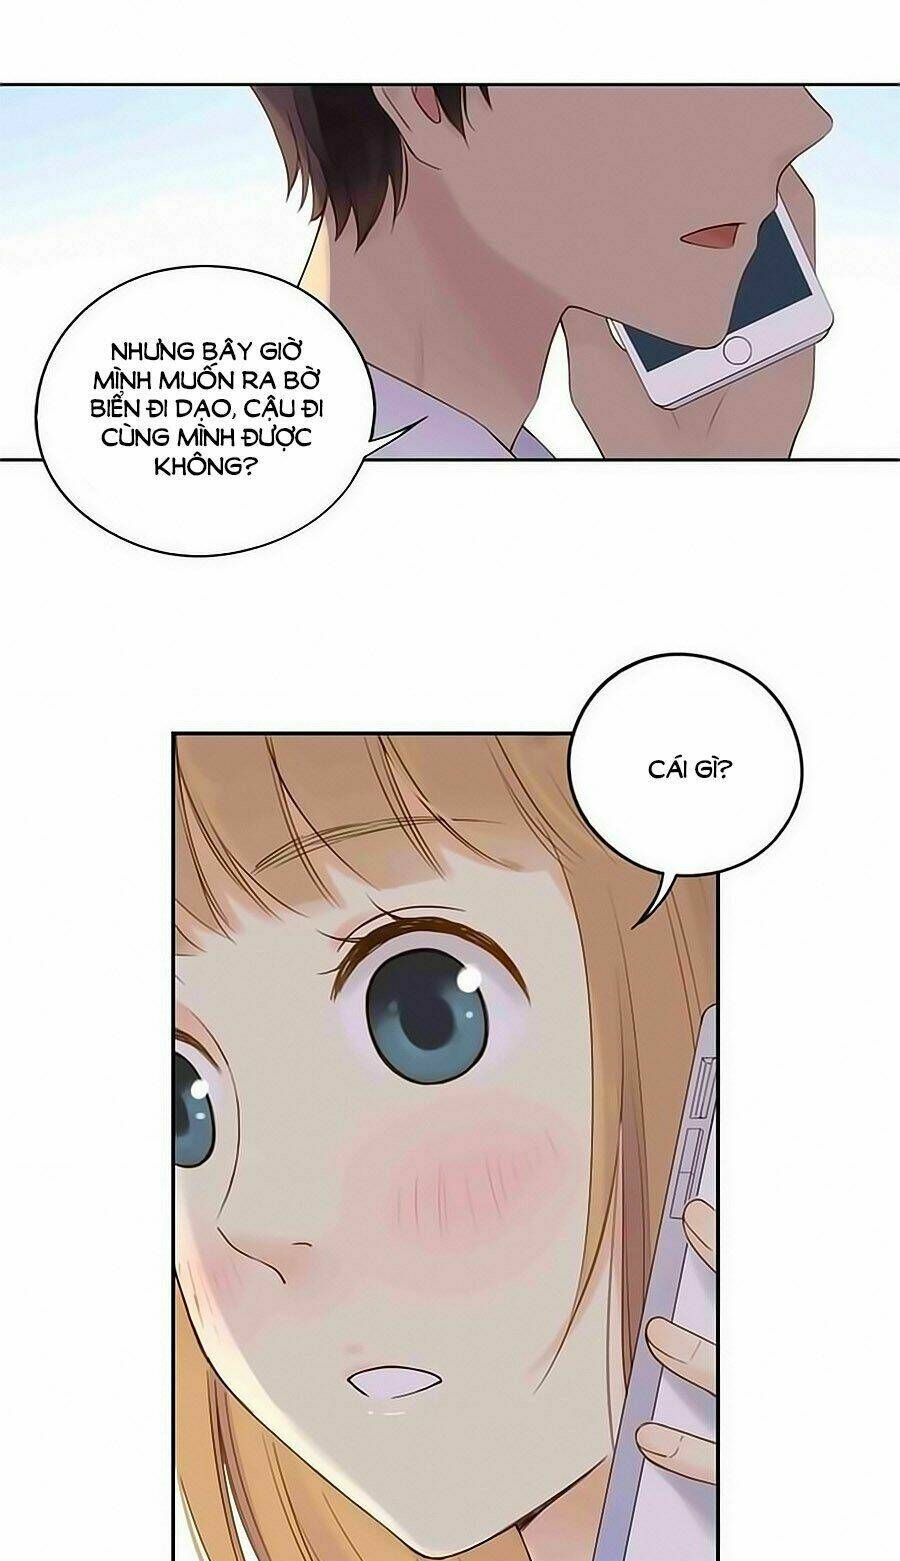 NHƯNG BÂY GIỜ
MÌNH MUỐN RA BỜ
BIỂN ĐI DẠO, CẬU ĐI
CÙNG MÌNH ĐƯỢC
KHÔNG?
CÁI GÌ?